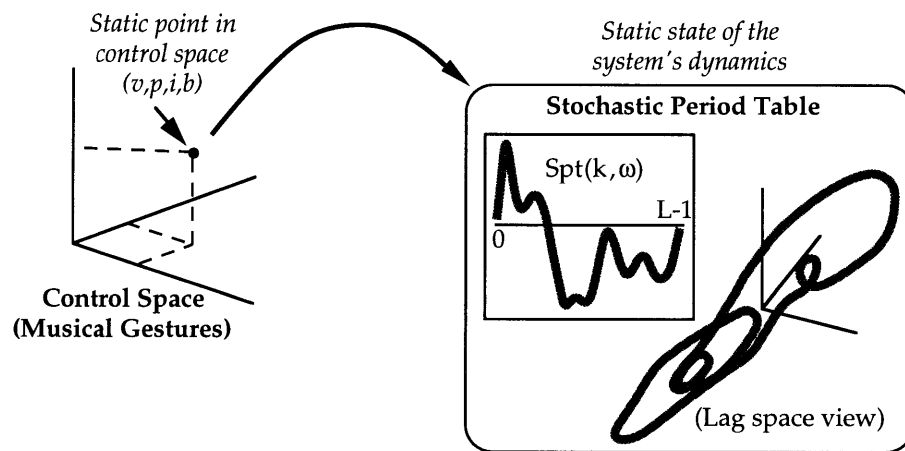 Static point in
control space
(v,p,i,b)
Control Space
(Musical Gestures)
Static state of the
system's dynamics
Stochastic Period Table
Spt(k,ω)
L-1
0
(Lag space view)